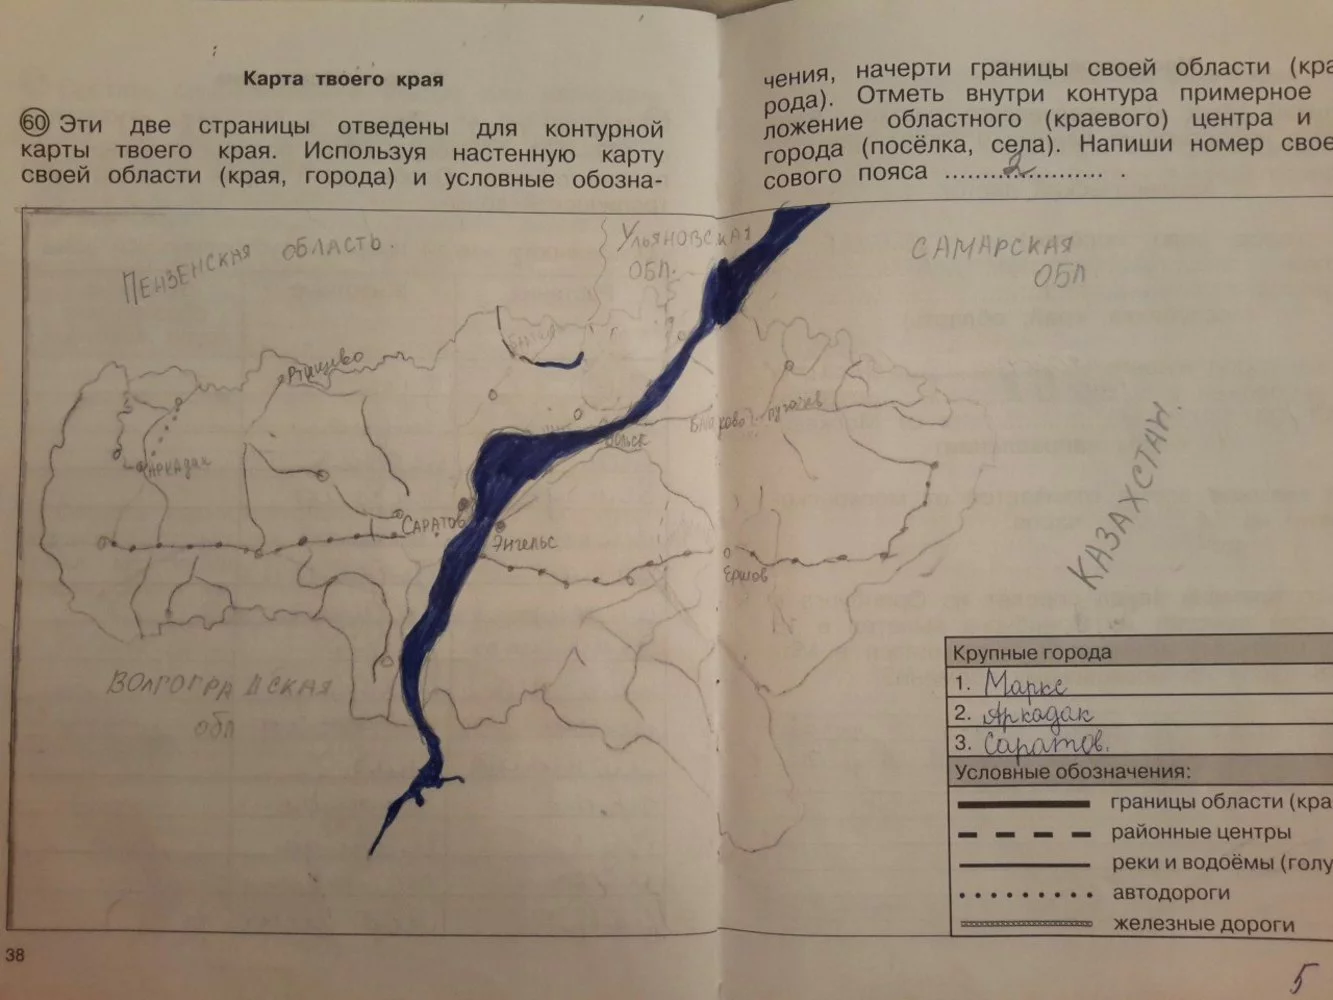 Карта твоего края
60 Эти две страницы отведены для контурной
карты твоего края. Используя настенную карту
своей области (края, города) и условные обозна-
чения, начерти границы своей области (кра
рода). Отметь внутри контура примерное
ложение областного (краевого) центра и
города (посёлка, села). Напиши номер свое
сового пояса ....2.... .
ПЕНЗЕНСКАЯ ОБЛАСТЬ.
УЛЬЯНОВСКАЯ
ОБЛ.
САМАРСКАЯ
ОБЛ
Ртищево
АРКАДАК
Вольск
САРАТОВ
Энгельс
Ершов
КАЗАХСТАН.
ВОЛГОГРАДСКАЯ
ОБЛ
Крупные города
1. Маркс
2. Аркадак
3. Саратов.
Условные обозначения:
границы области (кра
районные центры
реки и водоёмы (голу
автодороги
железные дороги
38
5